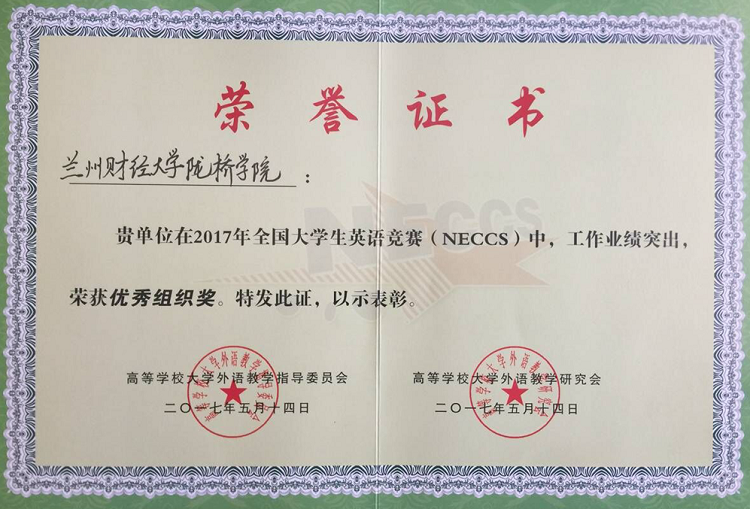 荣誉证书
兰州财经大学陇桥学院：
NECCS
贵单位在2017年全国大学生英语竞赛（NECCS）中，工作业绩突出，
荣获优秀组织奖。特发此证，以示表彰。
高等学校大学外语教学指导委员会
二〇一七年五月十四日
高等学校大学外语教学研究会
二〇一七年五月十四日